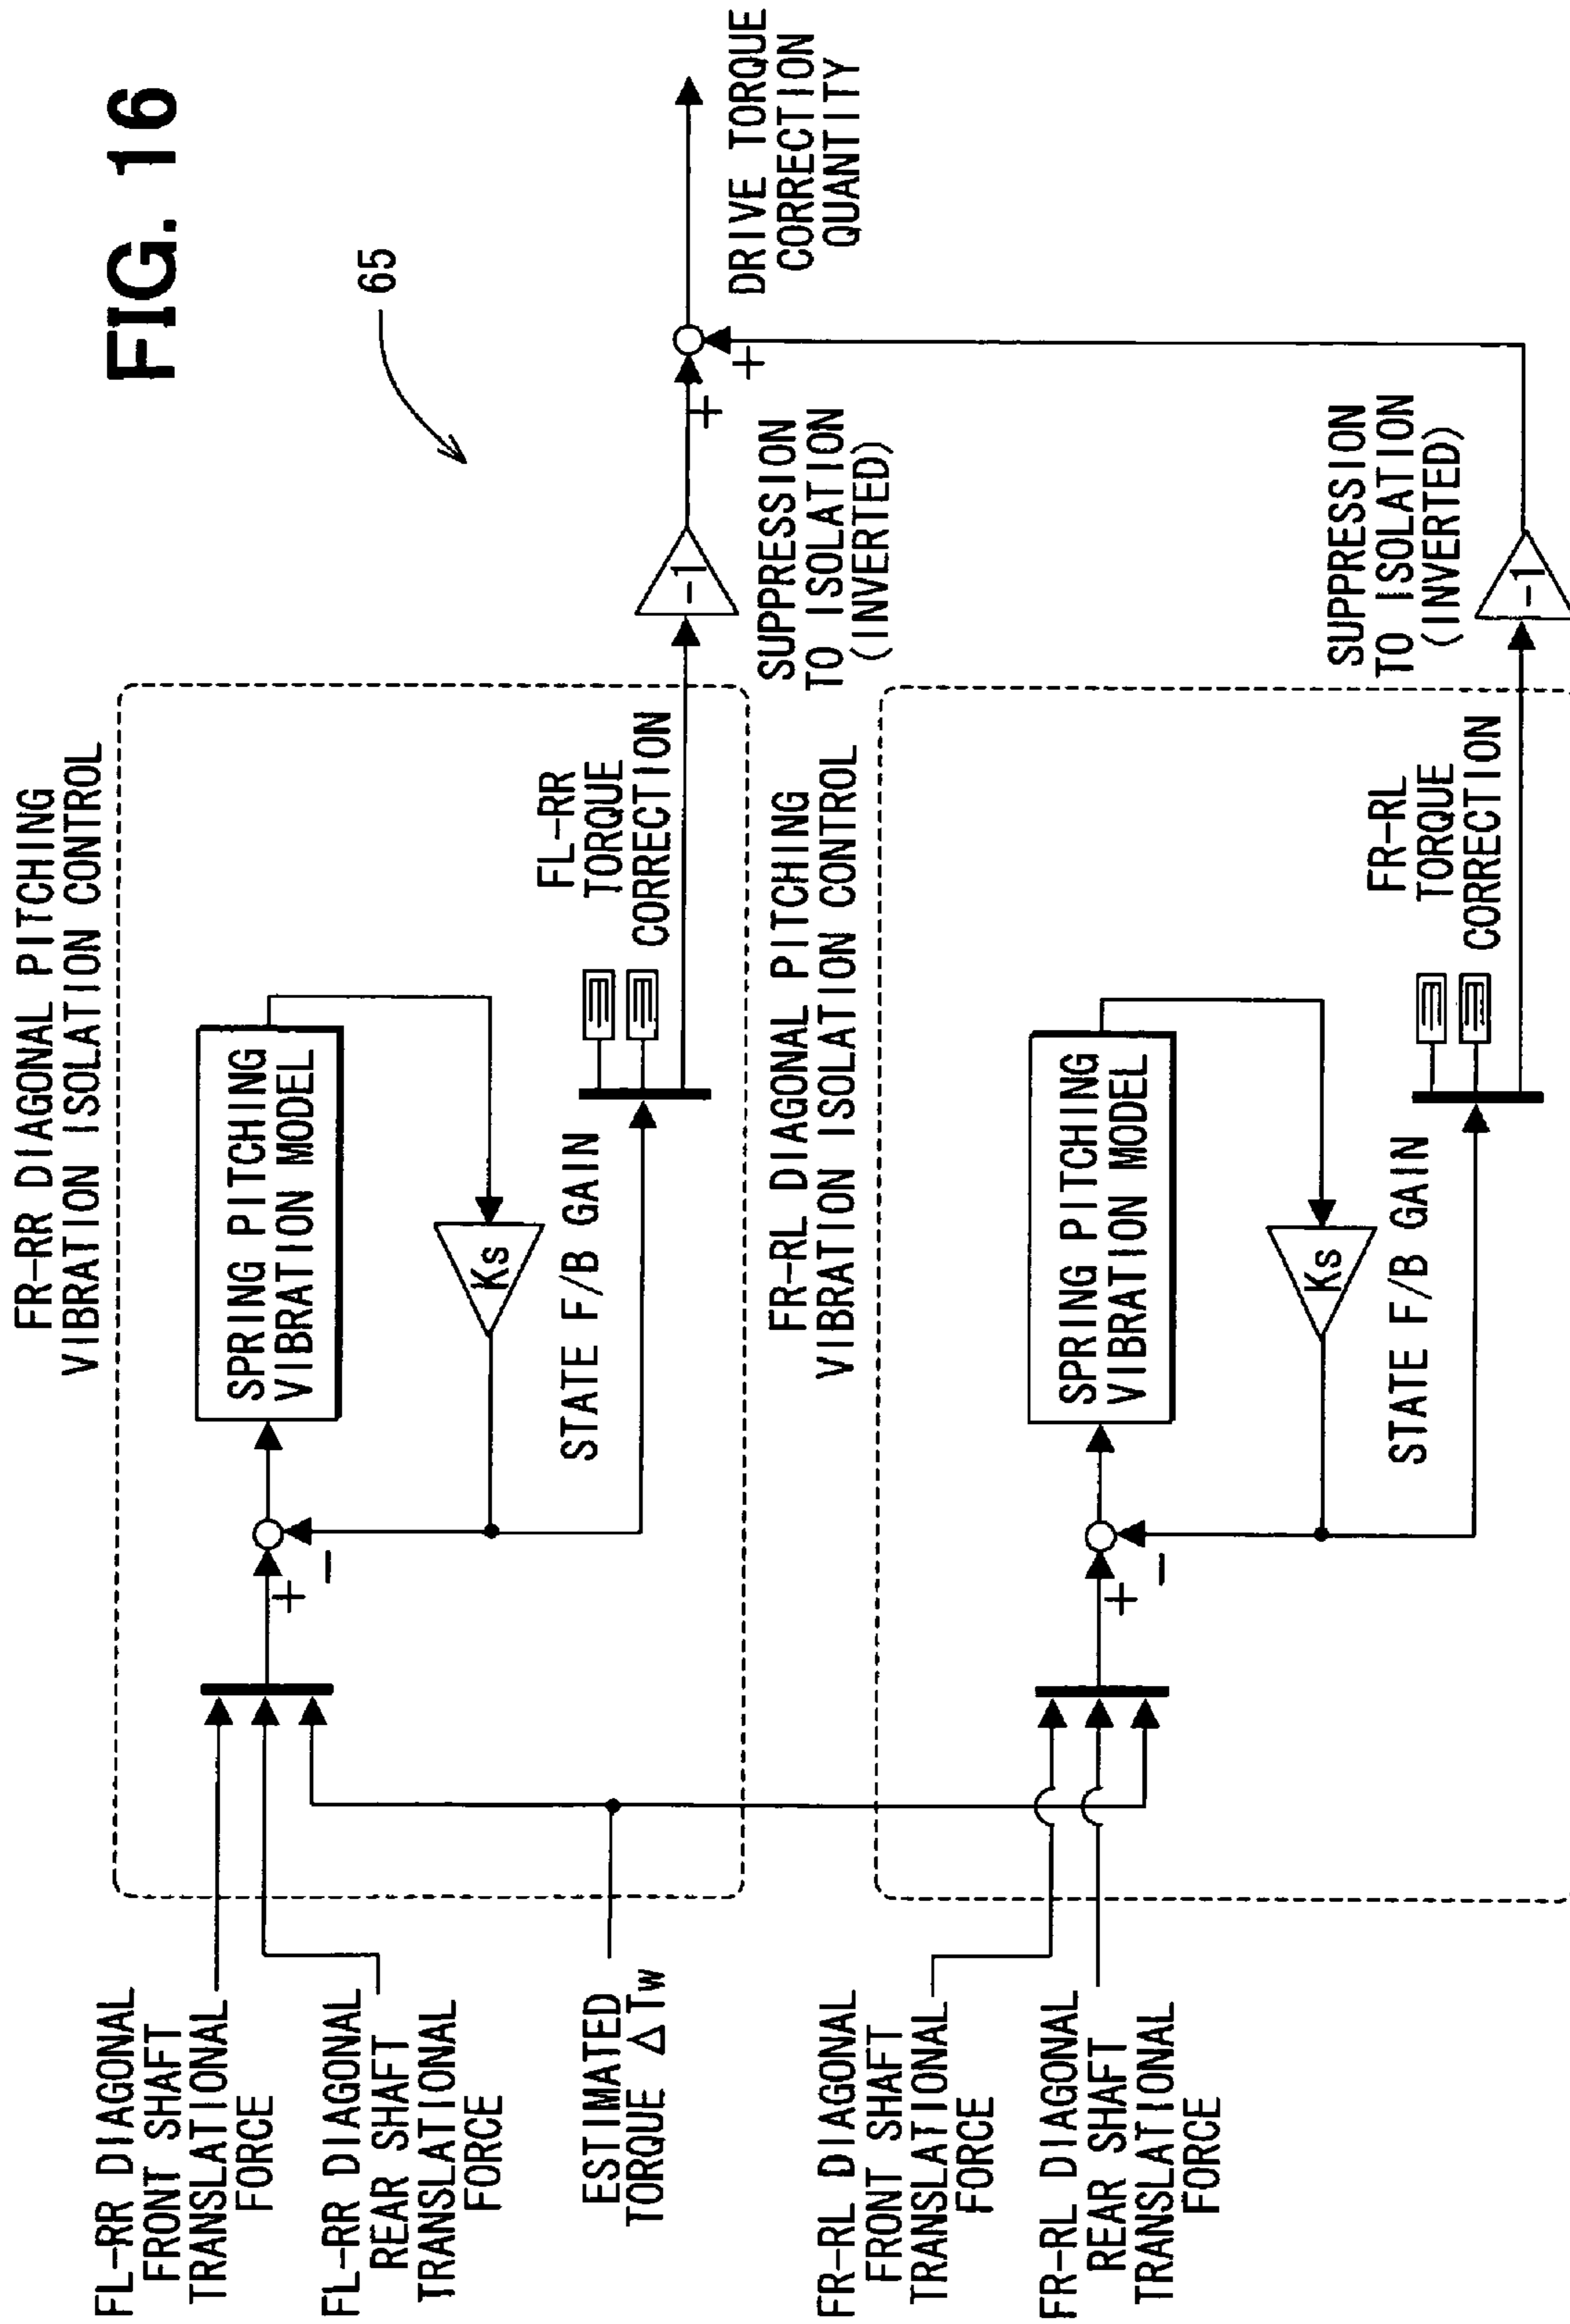 FIG. 16
65
FR-RR DIAGONAL PITCHING
VIBRATION ISOLATION CONTROL
FL-RR DIAGONAL
FRONT SHAFT
TRANSLATIONAL
FORCE
FL-RR DIAGONAL
REAR SHAFT
TRANSLATIONAL
FORCE
ESTIMATED
TORQUE ΔTw
+
−
SPRING PITCHING
VIBRATION MODEL
Ks
STATE F/B GAIN
FL-RR
TORQUE
CORRECTION
-1
SUPPRESSION
TO ISOLATION
(INVERTED)
+
+
DRIVE TORQUE
CORRECTION
QUANTITY
FR-RL DIAGONAL PITCHING
VIBRATION ISOLATION CONTROL
FR-RL DIAGONAL
FRONT SHAFT
TRANSLATIONAL
FORCE
FR-RL DIAGONAL
REAR SHAFT
TRANSLATIONAL
FORCE
+
−
SPRING PITCHING
VIBRATION MODEL
Ks
STATE F/B GAIN
FR-RL
TORQUE
CORRECTION
-1
SUPPRESSION
TO ISOLATION
(INVERTED)